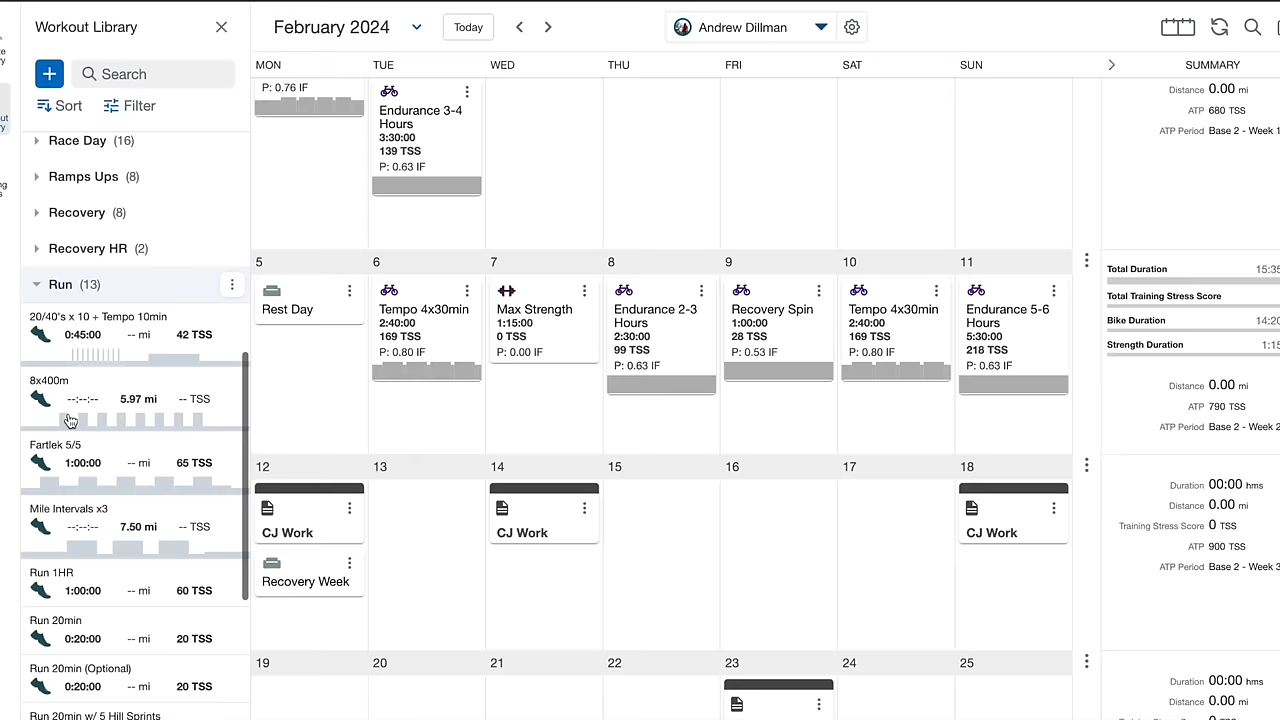 Workout Library
February 2024
Today
Andrew Dillman
Search
Sort
Filter
Race Day (16)
Ramps Ups (8)
Recovery (8)
Recovery HR (2)
Run (13)
20/40's x 10 + Tempo 10min
0:45:00 42 TSS
8x400m
--:--:-- 5.97 mi -- TSS
Fartlek 5/5
1:00:00 -- mi 65 TSS
Mile Intervals x3
--:--:-- 7.50 mi -- TSS
Run 1HR
1:00:00 -- mi 60 TSS
Run 20min
0:20:00 -- mi 20 TSS
Run 20min (Optional)
0:20:00 -- mi 20 TSS
Run 20min w/ 5 Hill Sprints
MON TUE WED THU FRI SAT SUN SUMMARY
P: 0.76 IF
Endurance 3-4
Hours
3:30:00
139 TSS
P: 0.63 IF
Distance 0.00 mi
ATP 680 TSS
ATP Period Base 2 - Week 1
5 6 7 8 9 10 11
Rest Day
Tempo 4x30min
2:40:00
169 TSS
P: 0.80 IF
Max Strength
1:15:00
0 TSS
P: 0.00 IF
Endurance 2-3
Hours
2:30:00
99 TSS
P: 0.63 IF
Recovery Spin
1:00:00
28 TSS
P: 0.53 IF
Tempo 4x30min
2:40:00
169 TSS
P: 0.80 IF
Endurance 5-6
Hours
5:30:00
218 TSS
P: 0.63 IF
Total Duration 15:35
Total Training Stress Score
Bike Duration 14:20
Strength Duration 1:15
Distance 0.00 mi
ATP 790 TSS
ATP Period Base 2 - Week 2
12 13 14 15 16 17 18
CJ Work
Recovery Week
CJ Work
CJ Work
Duration 00:00 hms
Distance 0.00 mi
Training Stress Score 0 TSS
ATP 900 TSS
ATP Period Base 2 - Week 3
19 20 21 22 23 24 25
Duration 00:00 hms
Distance 0.00 mi